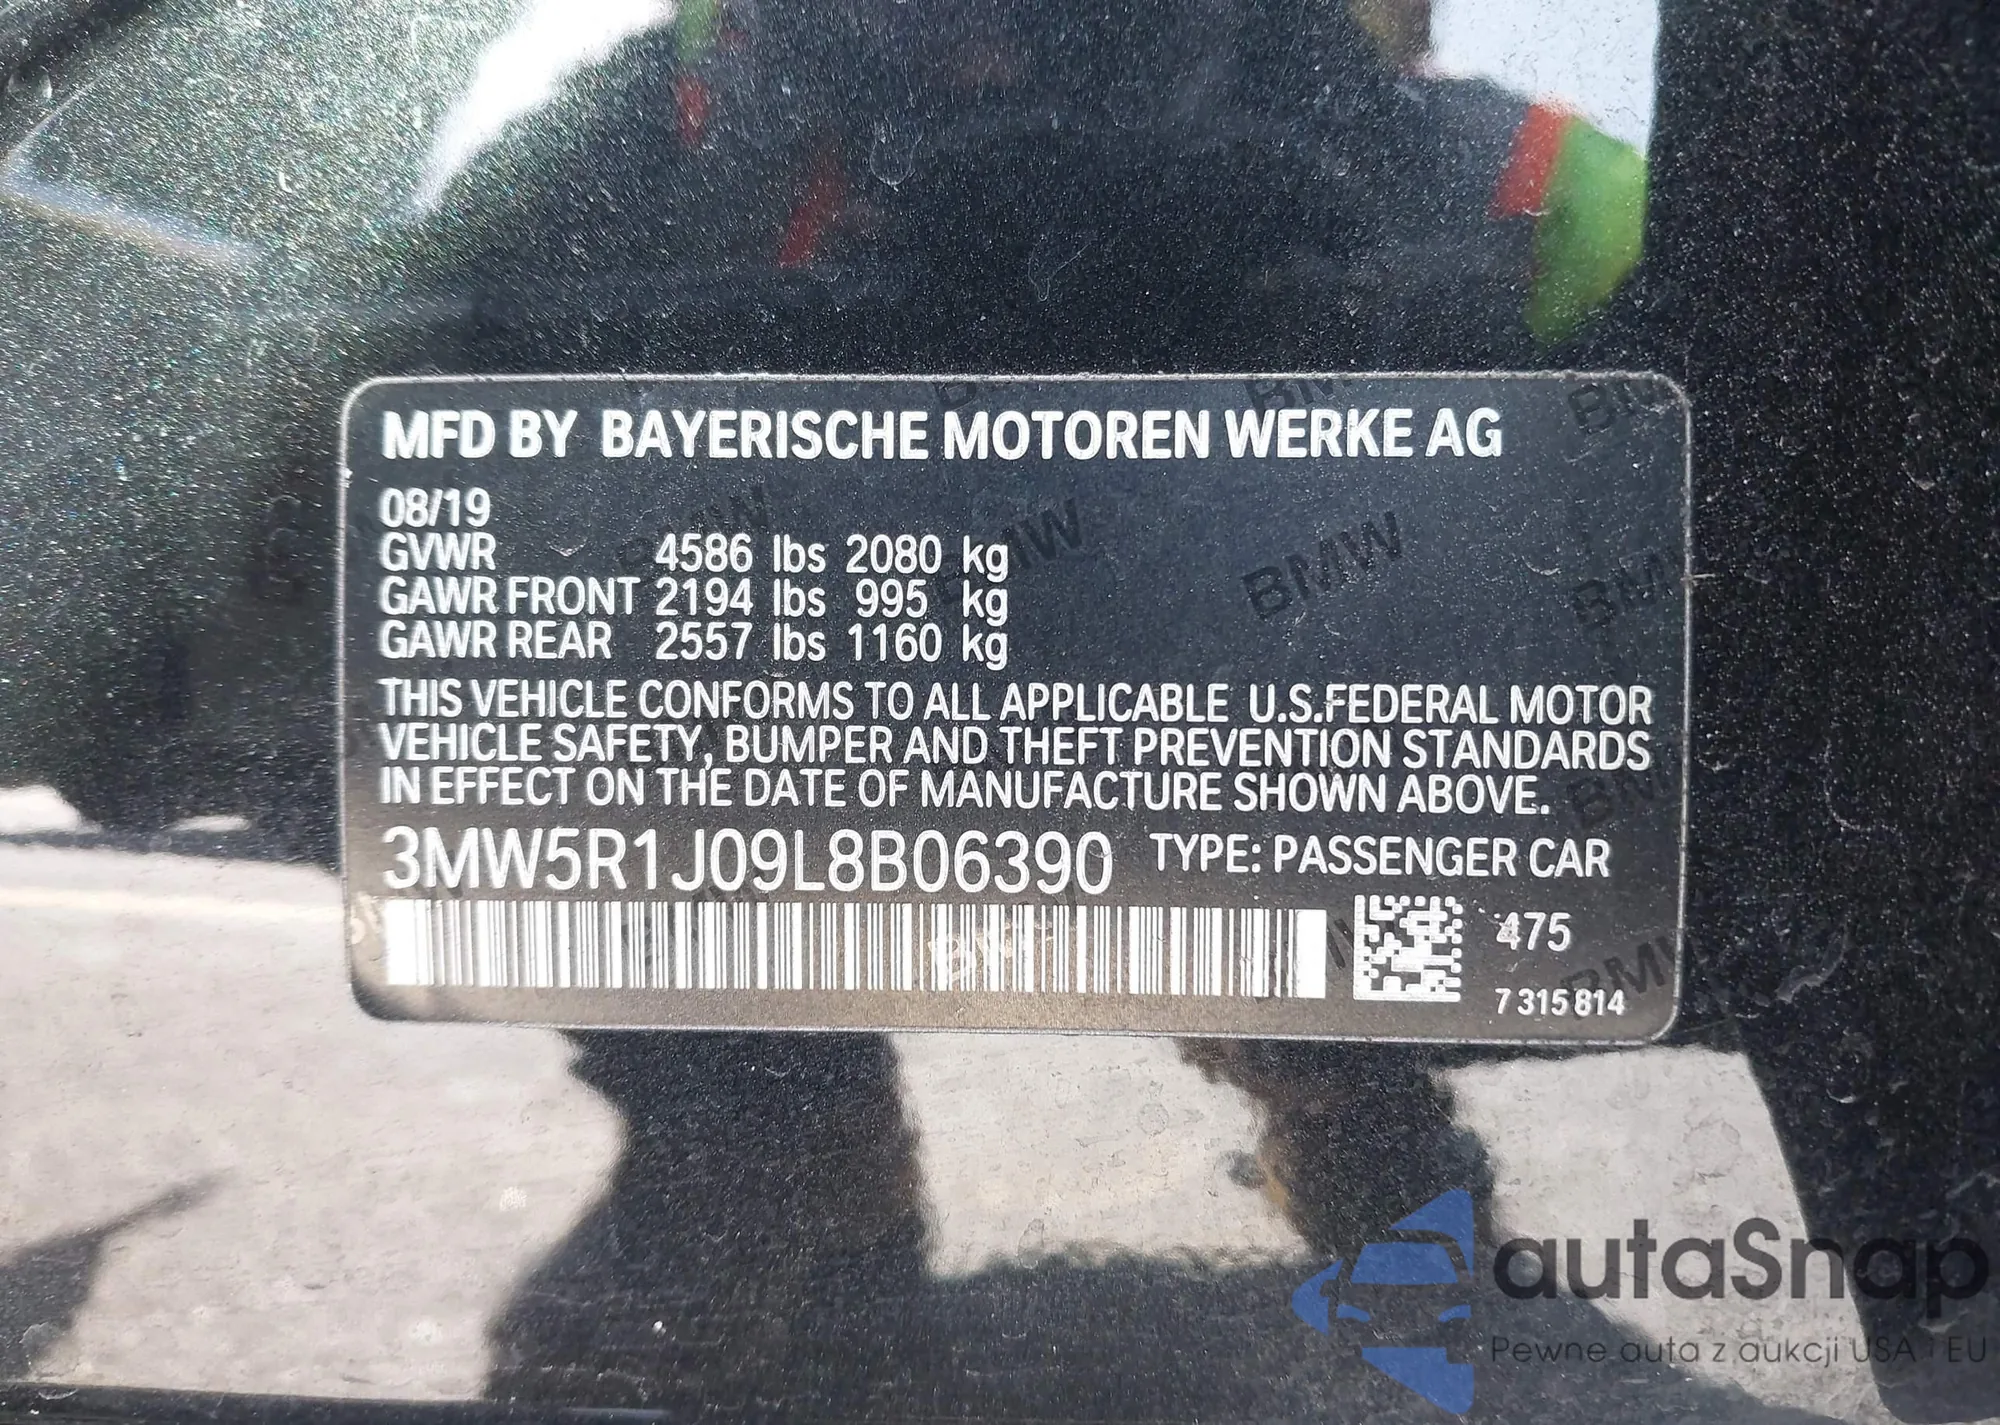 MFD BY BAYERISCHE MOTOREN WERKE AG
08/19
GVWR 4586 lbs 2080 kg
GAWR FRONT 2194 lbs 995 kg
GAWR REAR 2557 lbs 1160 kg
THIS VEHICLE CONFORMS TO ALL APPLICABLE U.S.FEDERAL MOTOR
VEHICLE SAFETY, BUMPER AND THEFT PREVENTION STANDARDS
IN EFFECT ON THE DATE OF MANUFACTURE SHOWN ABOVE.
3MW5R1J09L8B06390 TYPE: PASSENGER CAR
475
7 315 814
autaSnap
Pewne auta z aukcji USA i EU